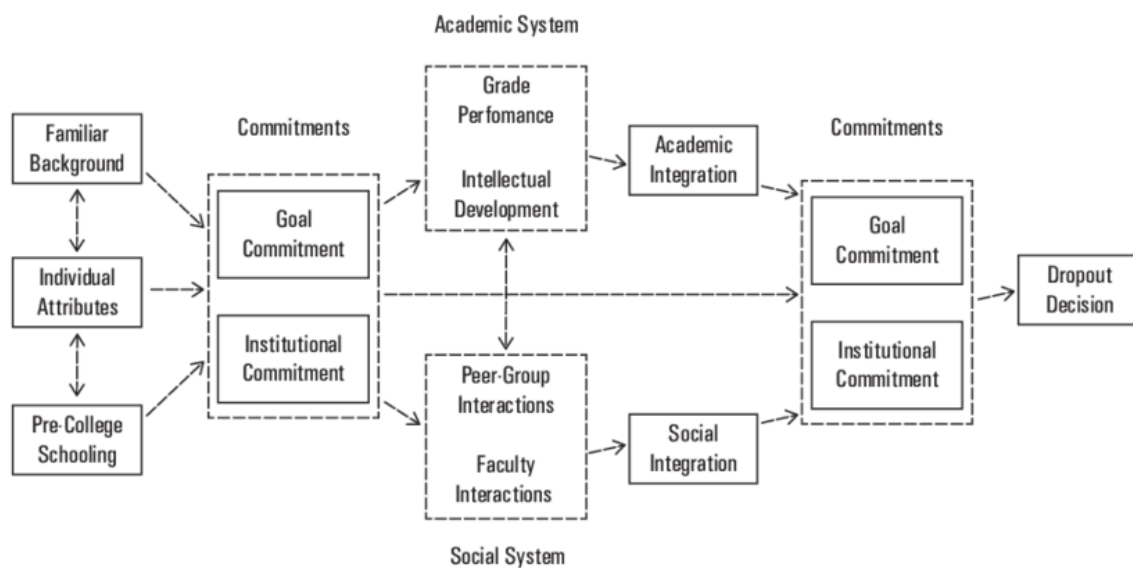 Academic System
Grade
Perfomance
Intellectual
Development
Familiar
Background
Individual
Attributes
Pre-College
Schooling
Commitments
Goal
Commitment
Institutional
Commitment
Peer-Group
Interactions
Faculty
Interactions
Social System
Academic
Integration
Social
Integration
Commitments
Goal
Commitment
Institutional
Commitment
Dropout
Decision